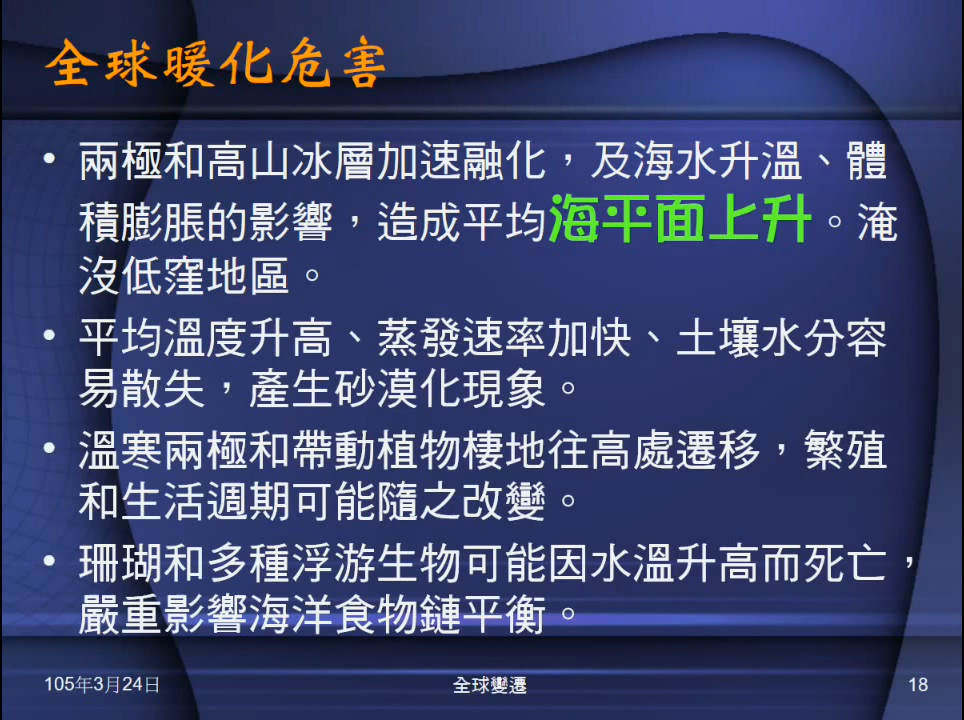 全球暖化危害
• 兩極和高山冰層加速融化，及海水升溫、體
積膨脹的影響，造成平均海平面上升。淹
沒低窪地區。
• 平均溫度升高、蒸發速率加快、土壤水分容
易散失，產生砂漠化現象。
• 溫寒兩極和帶動植物棲地往高處遷移，繁殖
和生活週期可能隨之改變。
• 珊瑚和多種浮游生物可能因水溫升高而死亡，
嚴重影響海洋食物鏈平衡。
105年3月24日
全球變遷
18